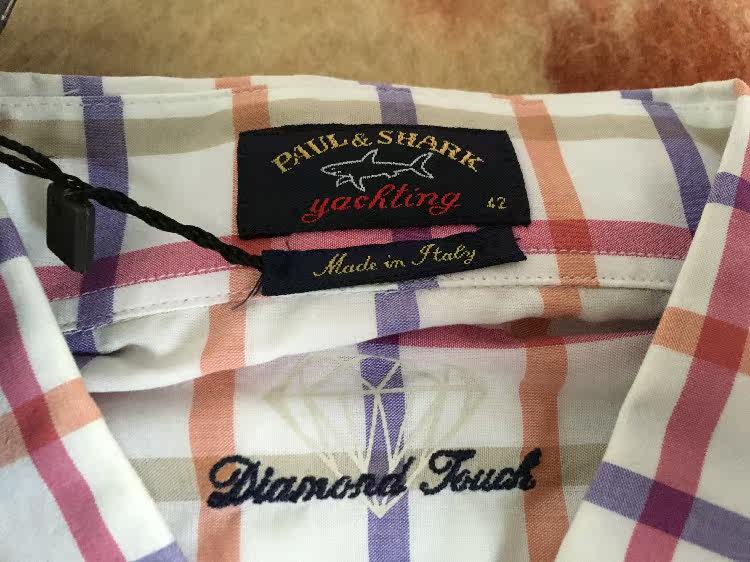 PAUL & SHARK
yachting
42
Made in Italy
Diamond Touch